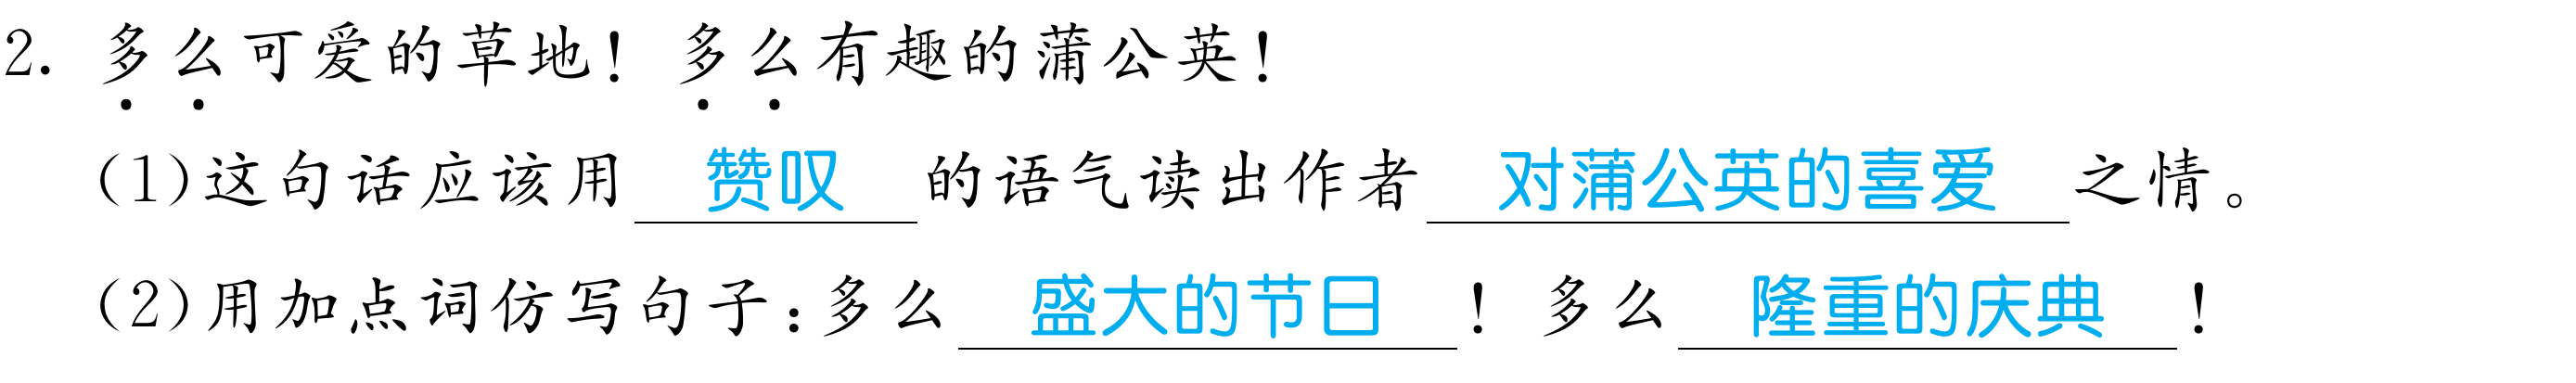 2. 多么可爱的草地！多么有趣的蒲公英！
(1)这句话应该用 赞叹 的语气读出作者 对蒲公英的喜爱 之情。
(2)用加点词仿写句子：多么 盛大的节日 ！多么 隆重的庆典 ！